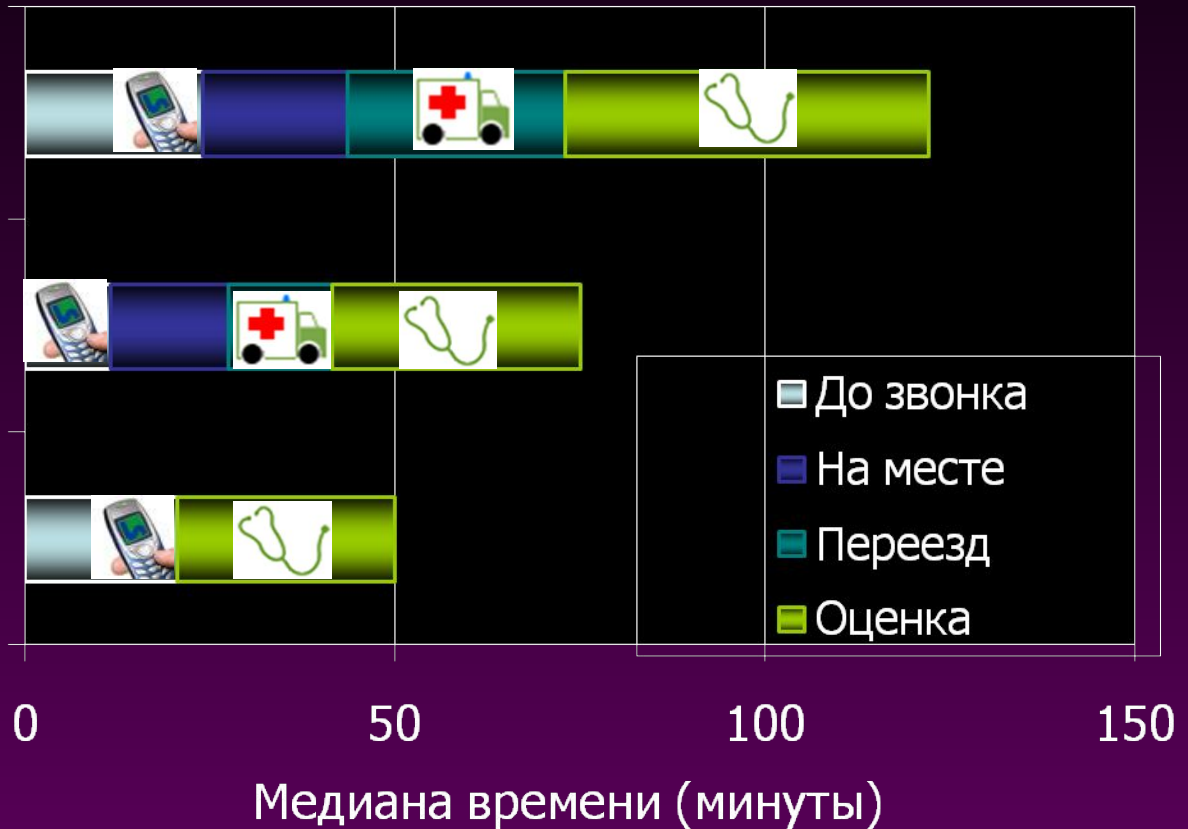 До звонка
На месте
Переезд
Оценка
0 50 100 150
Медиана времени (минуты)